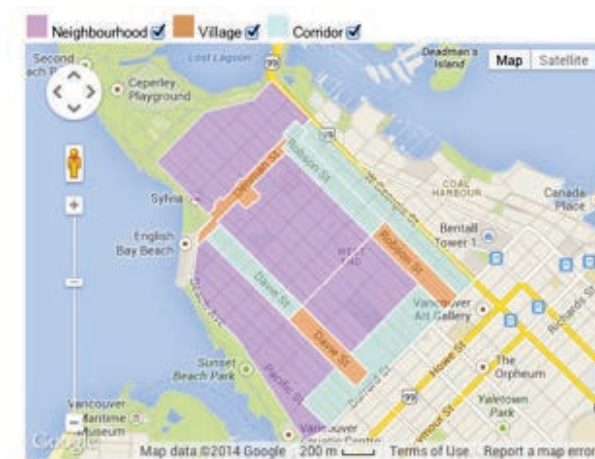 Neighbourhood Village Corridor
Second
ach P
Lost Lagoon
Deadman's
Island
99
Map Satellite
Ceperley
Playground
99
Robson St
W Georgia St
Denman St
COAL
HARBOUR
Canada
Place
Sylvia
English
Bay Beach
Bentall
Tower 1
Robson St
WEST
END
Davie St
Beach Ave
Vancouver
Art Gallery
Richards St
Davie St
Howe St
Sunset
Beach Park
Pacific St
Burrard St
The
Orpheum
99
Vancouver
Maritime
Museum
Seymour St
Yaletown
Park
Vancouver
Aquatic Centre
Google
Map data ©2014 Google 200 m Terms of Use Report a map error